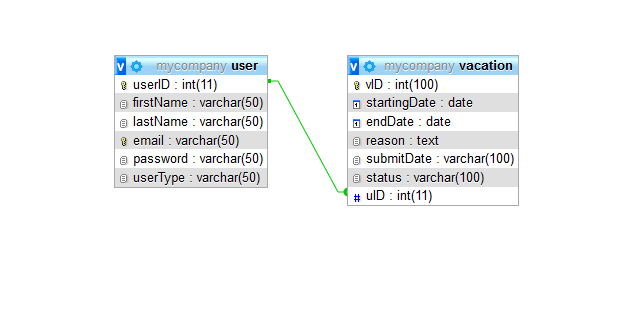 v mycompany user
userID : int(11)
firstName : varchar(50)
lastName : varchar(50)
email : varchar(50)
password : varchar(50)
userType : varchar(50)
v mycompany vacation
vID : int(100)
startingDate : date
endDate : date
reason : text
submitDate : varchar(100)
status : varchar(100)
# uID : int(11)